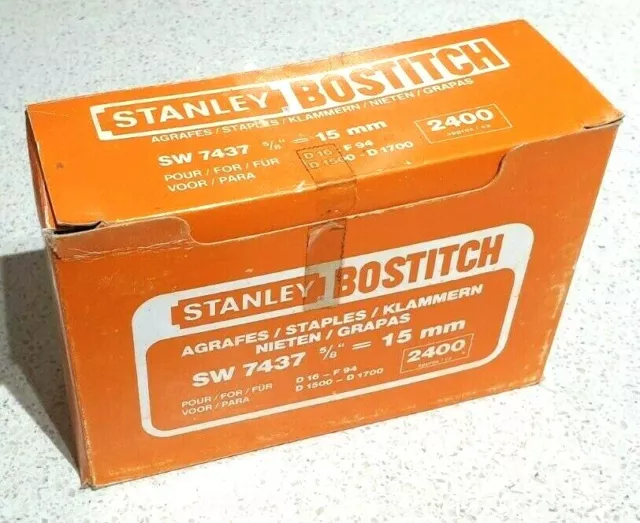 STANLEY BOSTITCH
AGRAFES / STAPLES / KLAMMERN / NIETEN / GRAPAS
SW 7437 5/8" = 15 mm 2400
POUR / FOR / FÜR D 16 - F 94
VOOR / PARA D 1500 - D 1700
STANLEY BOSTITCH
AGRAFES / STAPLES / KLAMMERN
NIETEN / GRAPAS
SW 7437 5/8" = 15 mm 2400
POUR / FOR / FÜR D 16 - F 94
VOOR / PARA D 1500 - D 1700